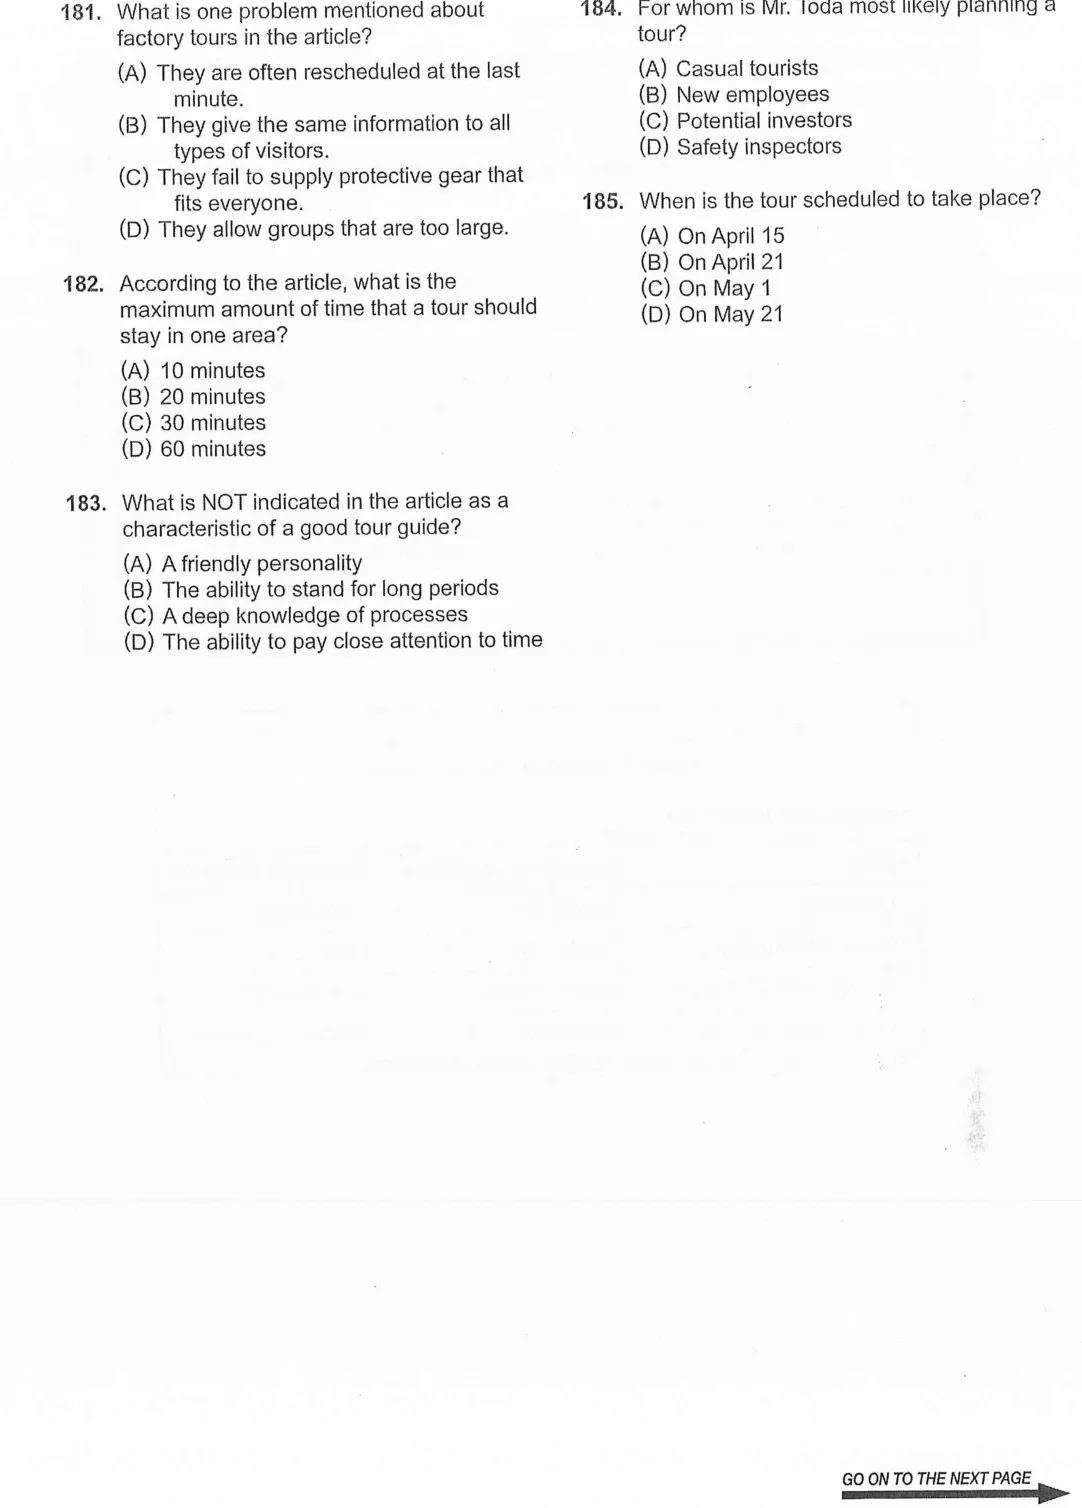 181. What is one problem mentioned about
factory tours in the article?
(A) They are often rescheduled at the last
minute.
(B) They give the same information to all
types of visitors.
(C) They fail to supply protective gear that
fits everyone.
(D) They allow groups that are too large.
182. According to the article, what is the
maximum amount of time that a tour should
stay in one area?
(A) 10 minutes
(B) 20 minutes
(C) 30 minutes
(D) 60 minutes
183. What is NOT indicated in the article as a
characteristic of a good tour guide?
(A) A friendly personality
(B) The ability to stand for long periods
(C) A deep knowledge of processes
(D) The ability to pay close attention to time
184. For whom is Mr. Toda most likely planning a
tour?
(A) Casual tourists
(B) New employees
(C) Potential investors
(D) Safety inspectors
185. When is the tour scheduled to take place?
(A) On April 15
(B) On April 21
(C) On May 1
(D) On May 21
GO ON TO THE NEXT PAGE